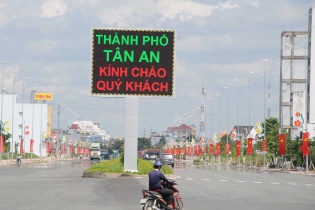 THÀNH PHỐ
TÂN AN
KÍNH CHÀO
QUÝ KHÁCH